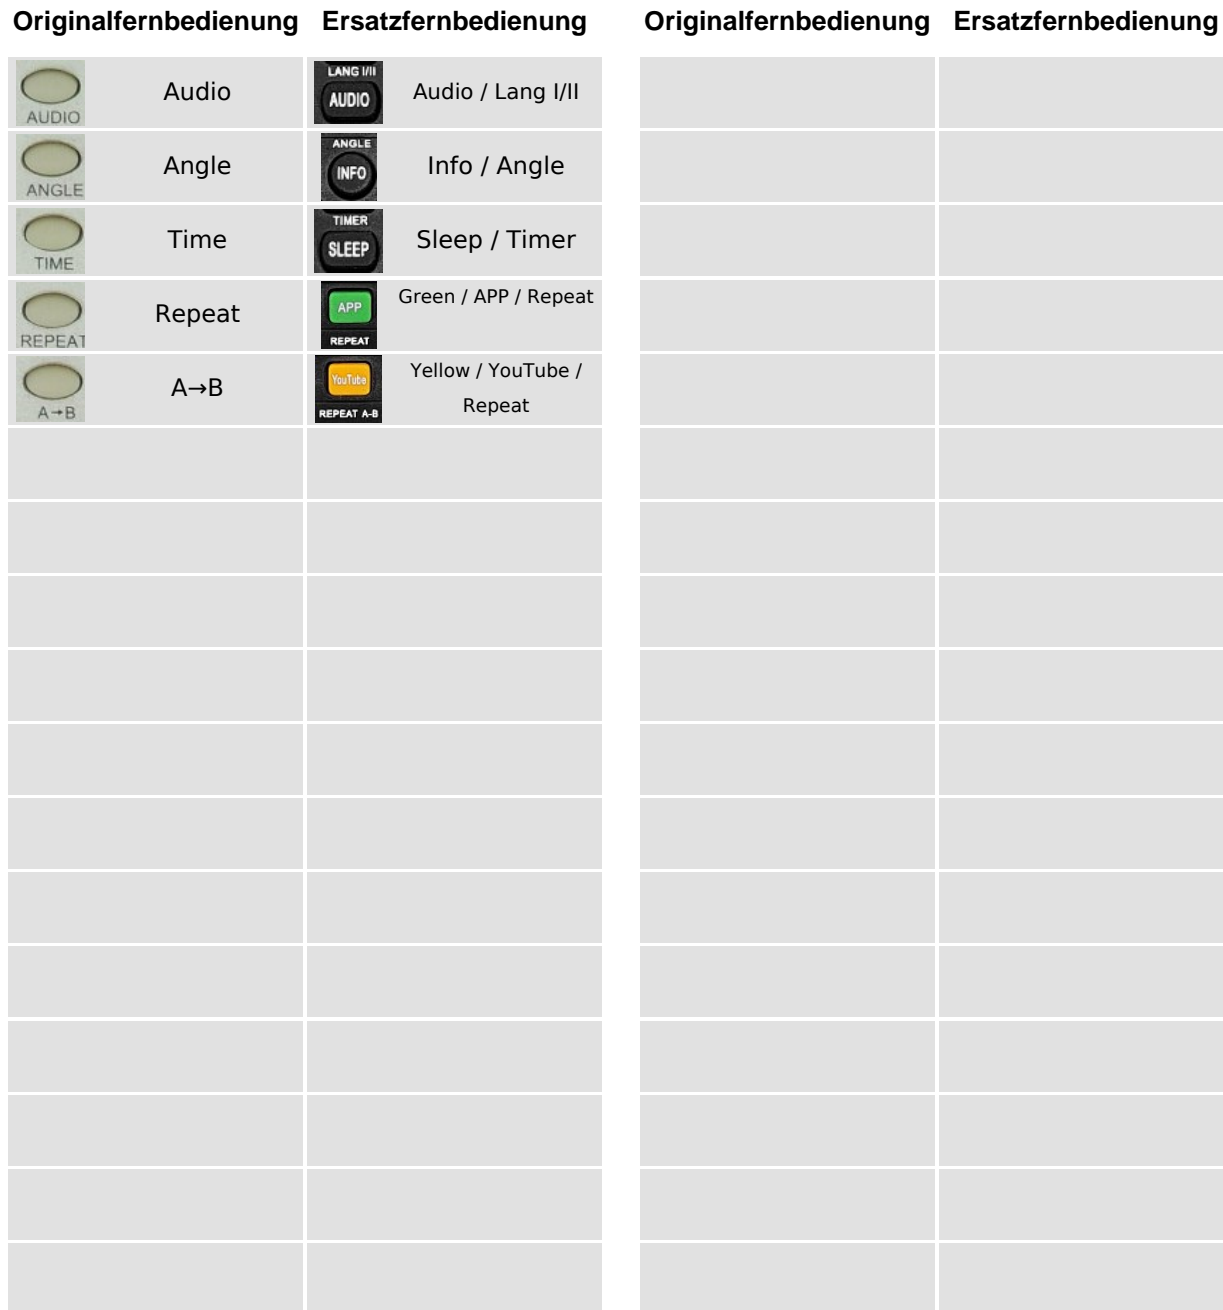 Originalfernbedienung Ersatzfernbedienung Originalfernbedienung Ersatzfernbedienung
AUDIO
Audio
LANG I/II
AUDIO
Audio / Lang I/II
ANGLE
Angle
ANGLE
INFO
Info / Angle
TIME
Time
TIMER
SLEEP
Sleep / Timer
REPEAT
Repeat
APP
REPEAT
Green / APP / Repeat
A→B
A→B
YouTube
REPEAT A-B
Yellow / YouTube /
Repeat